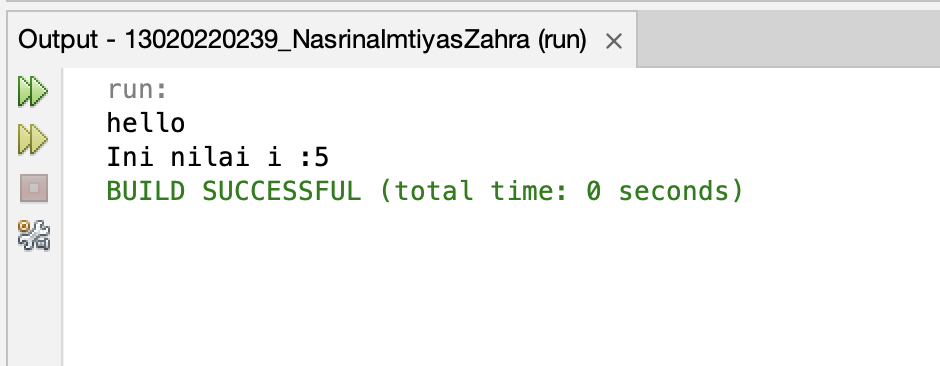 Output - 13020220239_NasrinaImtiyasZahra (run)
run:
hello
Ini nilai i :5
BUILD SUCCESSFUL (total time: 0 seconds)